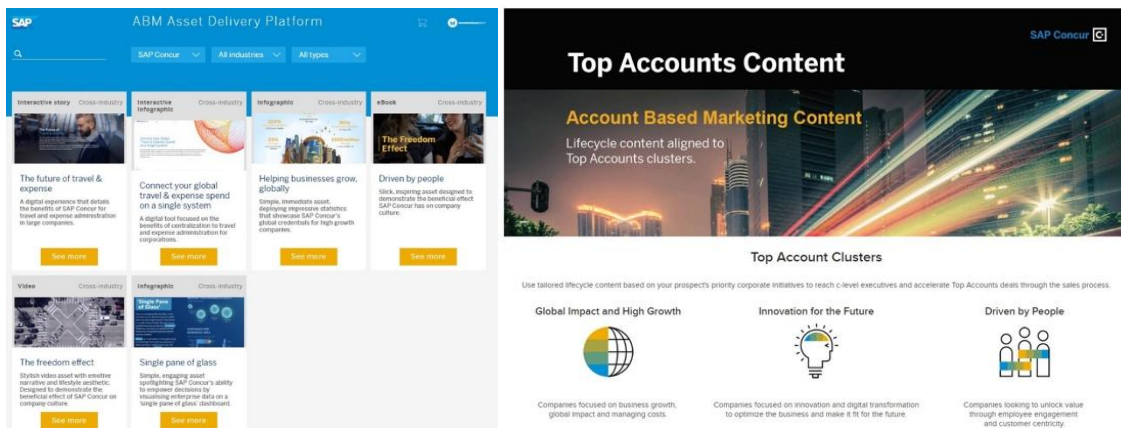 SAP
ABM Asset Delivery Platform
SAP Concur
All industries
All types
Interactive story Cross-industry
The future of travel &
expense
A digital experience that details
the benefits of SAP Concur for
travel and expense administration
in large companies.
See more
Interactive
infographic
Cross-industry
Connect your global
travel & expense spend
on a single system
A digital tool focused on the
benefits of centralization to travel
and expense administration for
corporations.
See more
Infographic Cross-industry
Helping businesses grow,
globally
Simple, immediate asset,
deploying impressive statistics
that showcase SAP Concur's
global credentials for high growth
companies.
See more
eBook Cross-industry
The Freedom
Effect
Driven by people
Slick, inspiring asset designed to
demonstrate the beneficial effect
SAP Concur has on company
culture.
See more
Video Cross-industry
The freedom effect
Stylish video asset with emotive
narrative and lifestyle aesthetic.
Designed to demonstrate the
beneficial effect of SAP Concur on
company culture.
See more
Infographic Cross-industry
'Single Pane
of Glass'
Single pane of glass
Simple, engaging asset
spotlighting SAP Concur's ability
to empower decisions by
visualising enterprise data on a
'single pane of glass' dashboard.
See more
SAP Concur C
Top Accounts Content
Account Based Marketing Content
Lifecycle content aligned to
Top Accounts clusters.
Top Account Clusters
Use tailored lifecycle content based on your prospect's priority corporate initiatives to reach c-level executives and accelerate Top Accounts deals through the sales process.
Global Impact and High Growth
Companies focused on business growth,
global impact and managing costs.
Innovation for the Future
Companies focused on innovation and digital transformation
to optimize the business and make it fit for the future.
Driven by People
Companies looking to unlock value
through employee engagement
and customer centricity.